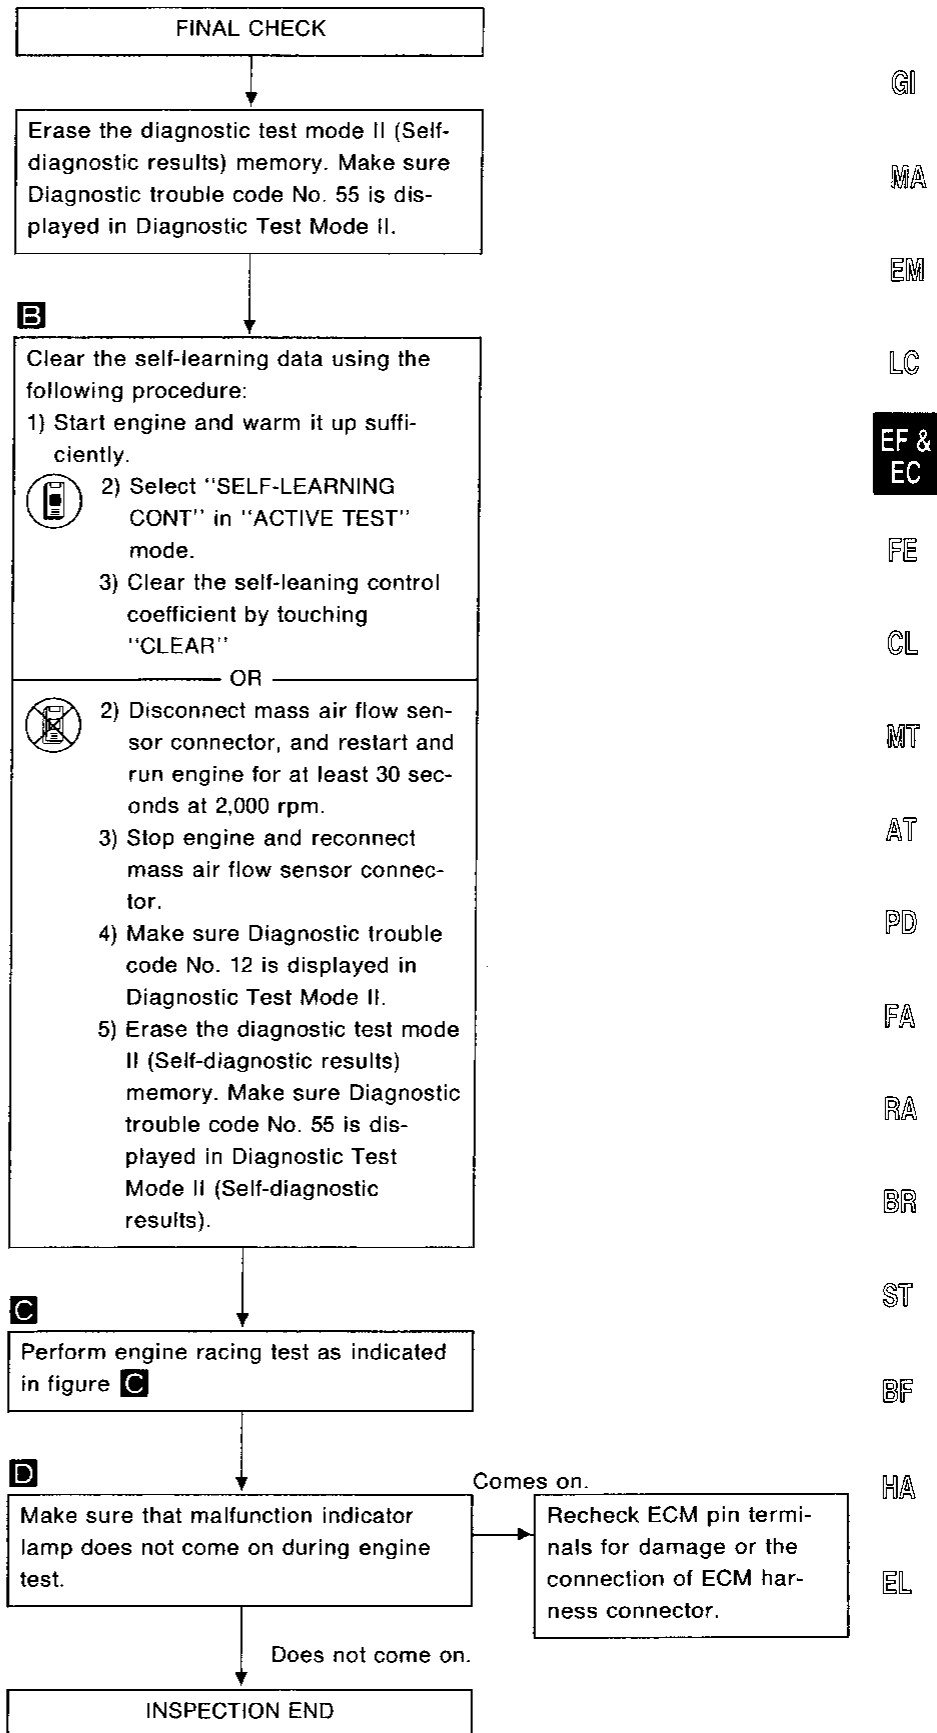 FINAL CHECK
Erase the diagnostic test mode II (Self-
diagnostic results) memory. Make sure
Diagnostic trouble code No. 55 is dis-
played in Diagnostic Test Mode II.
B
Clear the self-learning data using the
following procedure:
1) Start engine and warm it up suffi-
ciently.
2) Select "SELF-LEARNING
CONT" in "ACTIVE TEST"
mode.
3) Clear the self-leaning control
coefficient by touching
"CLEAR"
OR
2) Disconnect mass air flow sen-
sor connector, and restart and
run engine for at least 30 sec-
onds at 2,000 rpm.
3) Stop engine and reconnect
mass air flow sensor connec-
tor.
4) Make sure Diagnostic trouble
code No. 12 is displayed in
Diagnostic Test Mode II.
5) Erase the diagnostic test mode
II (Self-diagnostic results)
memory. Make sure Diagnostic
trouble code No. 55 is dis-
played in Diagnostic Test
Mode II (Self-diagnostic
results).
C
Perform engine racing test as indicated
in figure C
D
Make sure that malfunction indicator
lamp does not come on during engine
test.
Comes on.
Recheck ECM pin termi-
nals for damage or the
connection of ECM har-
ness connector.
Does not come on.
INSPECTION END
GI
MA
EM
LC
EF &
EC
FE
CL
MT
AT
PD
FA
RA
BR
ST
BF
HA
EL